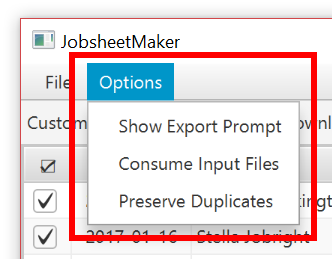 JobsheetMaker
File Options
Show Export Prompt
Consume Input Files
Preserve Duplicates
2017-01-16 Stella Jobright